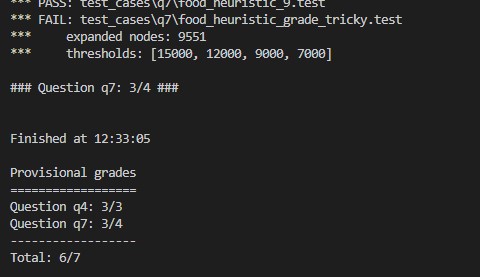 *** PASS: test_cases\q7\food_heuristic_9.test
*** FAIL: test_cases\q7\food_heuristic_grade_tricky.test
***     expanded nodes: 9551
***     thresholds: [15000, 12000, 9000, 7000]
### Question q7: 3/4 ###
Finished at 12:33:05
Provisional grades
==================
Question q4: 3/3
Question q7: 3/4
------------------
Total: 6/7